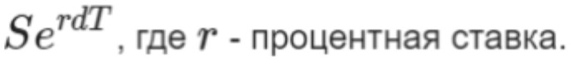 Se^{rdT}, где r - процентная ставка.